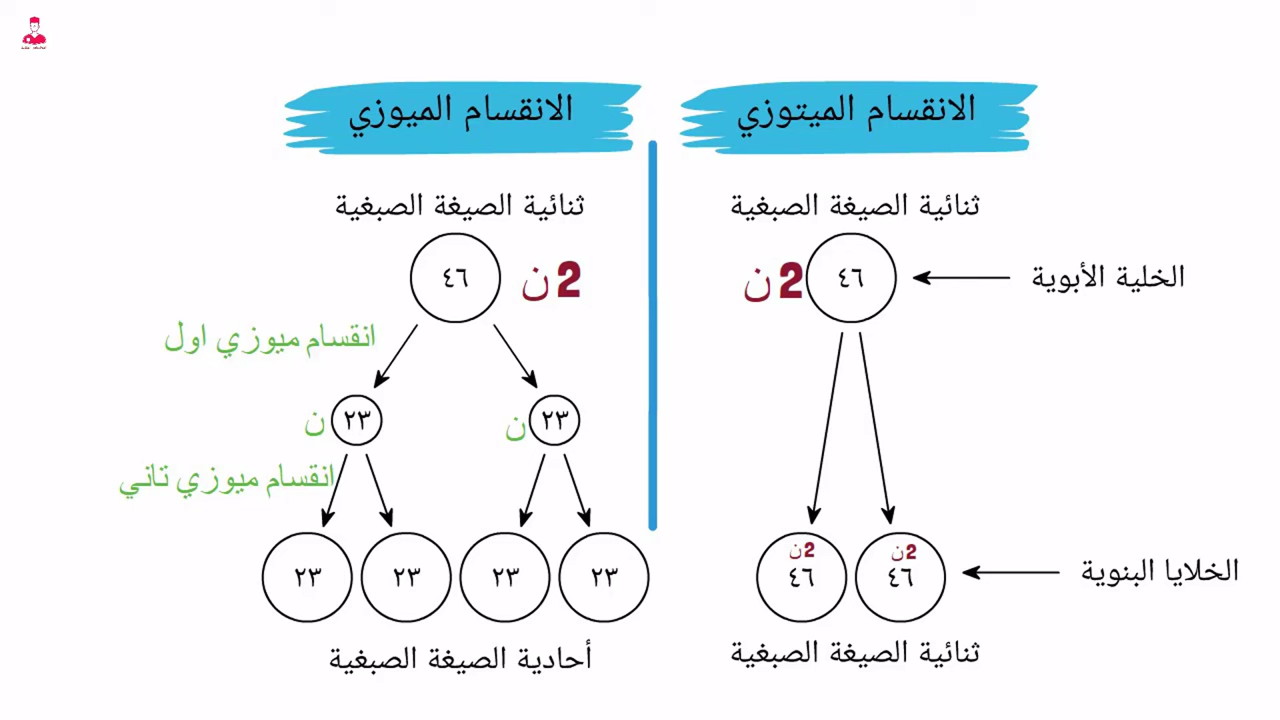 الانقسام الميتوزي
ثنائية الصيغة الصبغية
الخلية الأبوية
٤٦
2ن
الخلايا البنوية
2ن
٤٦
2ن
٤٦
ثنائية الصيغة الصبغية
الانقسام الميوزي
ثنائية الصيغة الصبغية
2ن
٤٦
انقسام ميوزي اول
٢٣
ن
٢٣
ن
انقسام ميوزي تاني
٢٣
٢٣
٢٣
٢٣
أحادية الصيغة الصبغية